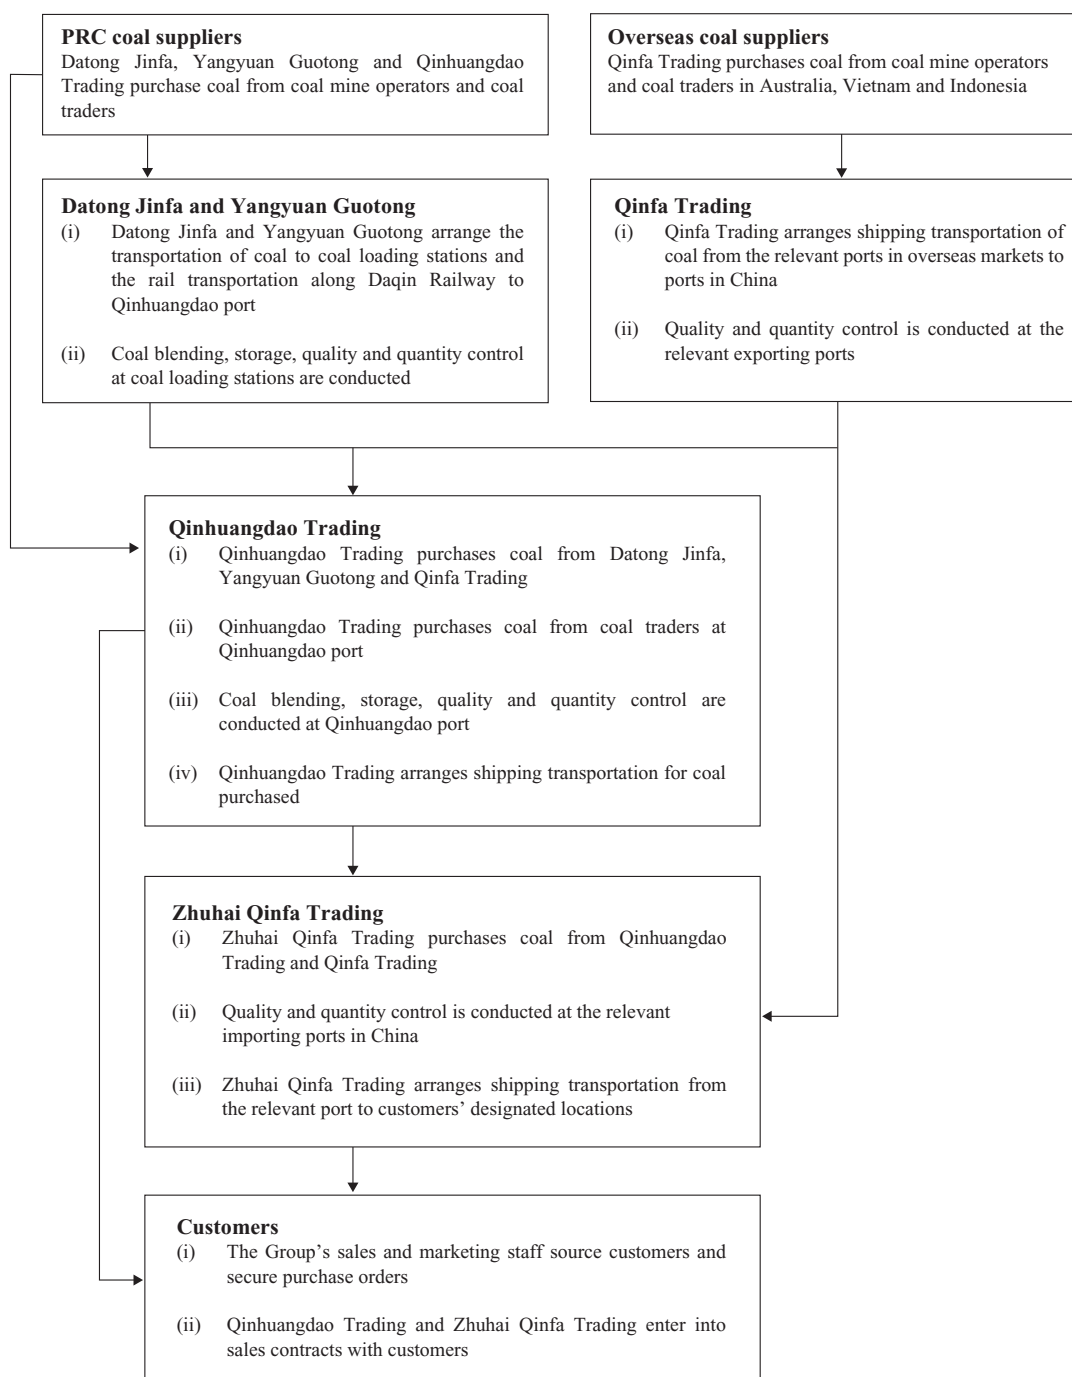 PRC coal suppliers
Datong Jinfa, Yangyuan Guotong and Qinhuangdao
Trading purchase coal from coal mine operators and coal
traders
Overseas coal suppliers
Qinfa Trading purchases coal from coal mine operators
and coal traders in Australia, Vietnam and Indonesia
Datong Jinfa and Yangyuan Guotong
(i) Datong Jinfa and Yangyuan Guotong arrange the
transportation of coal to coal loading stations and
the rail transportation along Daqin Railway to
Qinhuangdao port
(ii) Coal blending, storage, quality and quantity control
at coal loading stations are conducted
Qinfa Trading
(i) Qinfa Trading arranges shipping transportation of
coal from the relevant ports in overseas markets to
ports in China
(ii) Quality and quantity control is conducted at the
relevant exporting ports
Qinhuangdao Trading
(i) Qinhuangdao Trading purchases coal from Datong Jinfa,
Yangyuan Guotong and Qinfa Trading
(ii) Qinhuangdao Trading purchases coal from coal traders at
Qinhuangdao port
(iii) Coal blending, storage, quality and quantity control are
conducted at Qinhuangdao port
(iv) Qinhuangdao Trading arranges shipping transportation for coal
purchased
Zhuhai Qinfa Trading
(i) Zhuhai Qinfa Trading purchases coal from Qinhuangdao
Trading and Qinfa Trading
(ii) Quality and quantity control is conducted at the relevant
importing ports in China
(iii) Zhuhai Qinfa Trading arranges shipping transportation from
the relevant port to customers’ designated locations
Customers
(i) The Group’s sales and marketing staff source customers and
secure purchase orders
(ii) Qinhuangdao Trading and Zhuhai Qinfa Trading enter into
sales contracts with customers